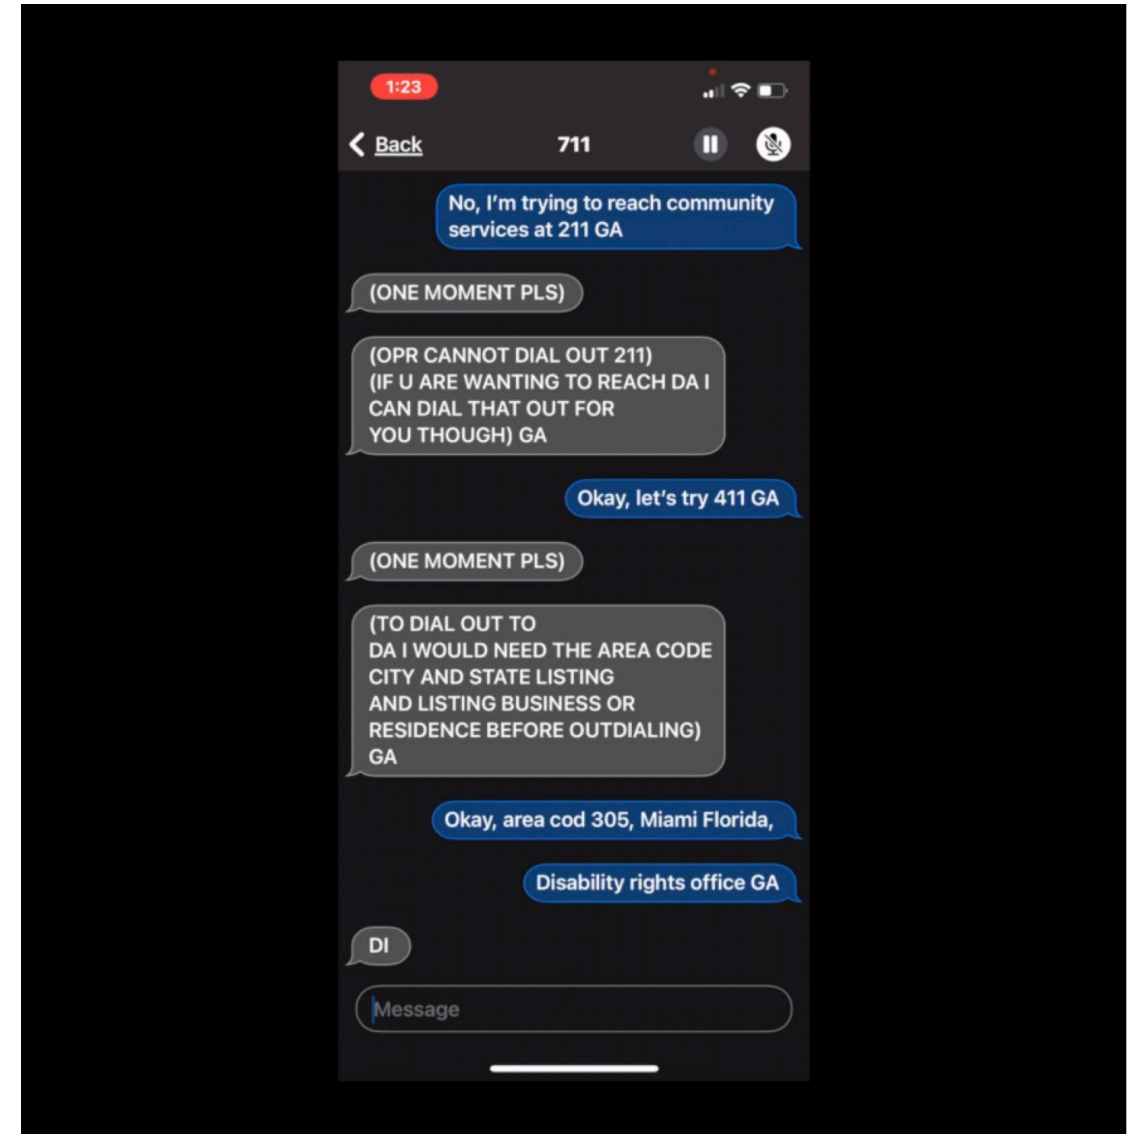 1:23
Back 711
No, I'm trying to reach community
services at 211 GA
(ONE MOMENT PLS)
(OPR CANNOT DIAL OUT 211)
(IF U ARE WANTING TO REACH DA I
CAN DIAL THAT OUT FOR
YOU THOUGH) GA
Okay, let's try 411 GA
(ONE MOMENT PLS)
(TO DIAL OUT TO
DA I WOULD NEED THE AREA CODE
CITY AND STATE LISTING
AND LISTING BUSINESS OR
RESIDENCE BEFORE OUTDIALING)
GA
Okay, area cod 305, Miami Florida,
Disability rights office GA
DI
Message